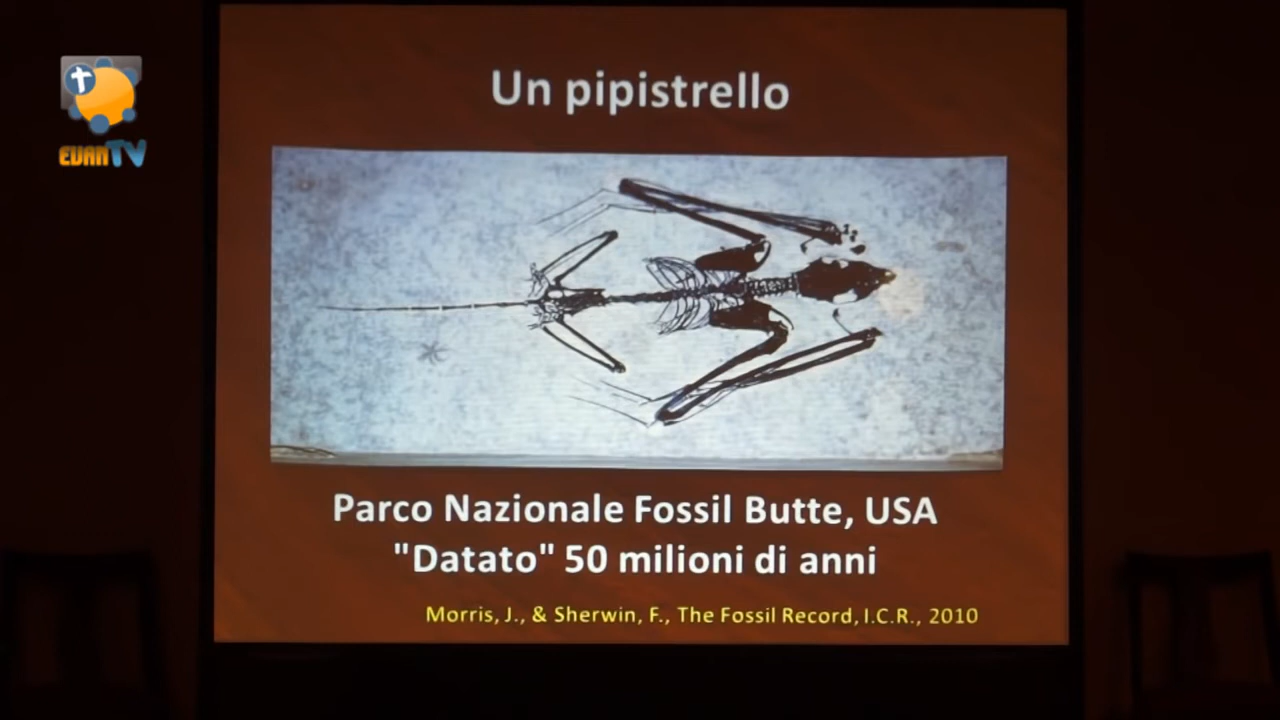 EVANTV
Un pipistrello
Parco Nazionale Fossil Butte, USA
"Datato" 50 milioni di anni
Morris, J., & Sherwin, F., The Fossil Record, I.C.R., 2010